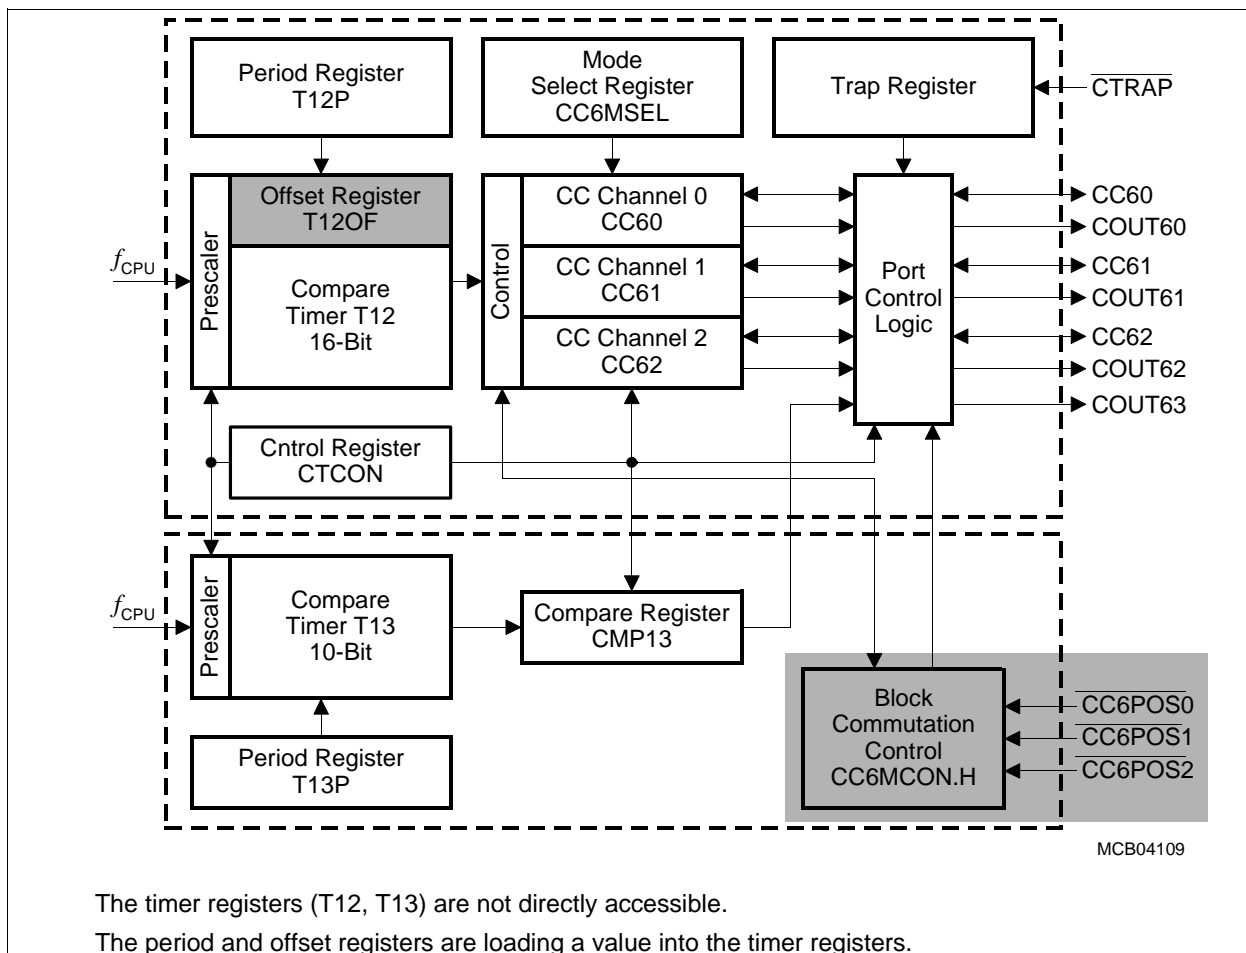 Period Register
T12P
Mode
Select Register
CC6MSEL
Trap Register
CTRAP
Prescaler
Offset Register
T12OF
Compare
Timer T12
16-Bit
fCPU
Control
CC Channel 0
CC60
CC Channel 1
CC61
CC Channel 2
CC62
Port
Control
Logic
CC60
COUT60
CC61
COUT61
CC62
COUT62
COUT63
Cntrol Register
CTCON
fCPU
Prescaler
Compare
Timer T13
10-Bit
Compare Register
CMP13
Period Register
T13P
Block
Commutation
Control
CC6MCON.H
CC6POS0
CC6POS1
CC6POS2
MCB04109
The timer registers (T12, T13) are not directly accessible.
The period and offset registers are loading a value into the timer registers.